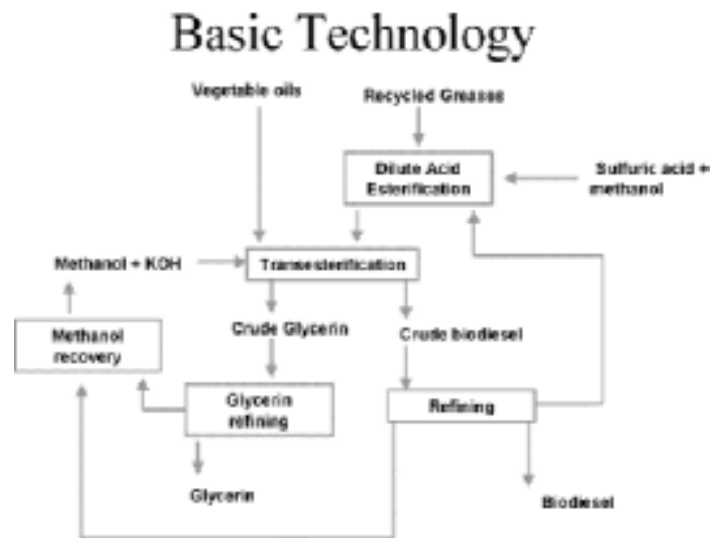 Basic Technology
Vegetable oils
Recycled Greases
Dilute Acid
Esterification
Sulfuric acid +
methanol
Methanol + KOH
Transesterification
Crude Glycerin
Crude biodiesel
Methanol
recovery
Glycerin
refining
Refining
Glycerin
Biodiesel